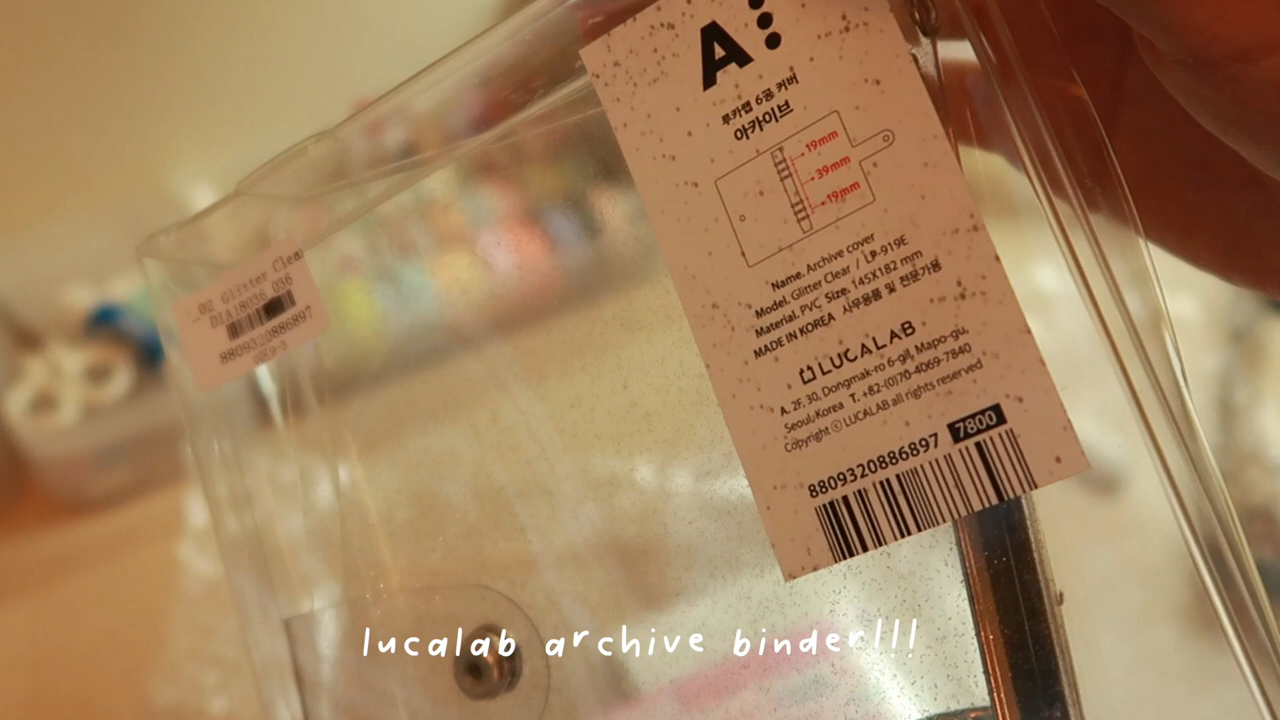 A:
루카랩 6공 커버
아카이브
19mm
39mm
19mm
Name. Archive cover
Model. Glitter Clear / LP-919E
Material. PVC Size. 145X182 mm
MADE IN KOREA 사무용품 및 전문가용
LUCALAB
A. 2F, 30, Dongmak-ro 6-gil, Mapo-gu,
Seoul, Korea T. +82-(0)70-4069-7840
Copyright ⓒ LUCALAB all rights reserved
8809320886897 7800
_02 Glitter Clea
DIA18036_036
8809320886897
lucalab archive binder!!!